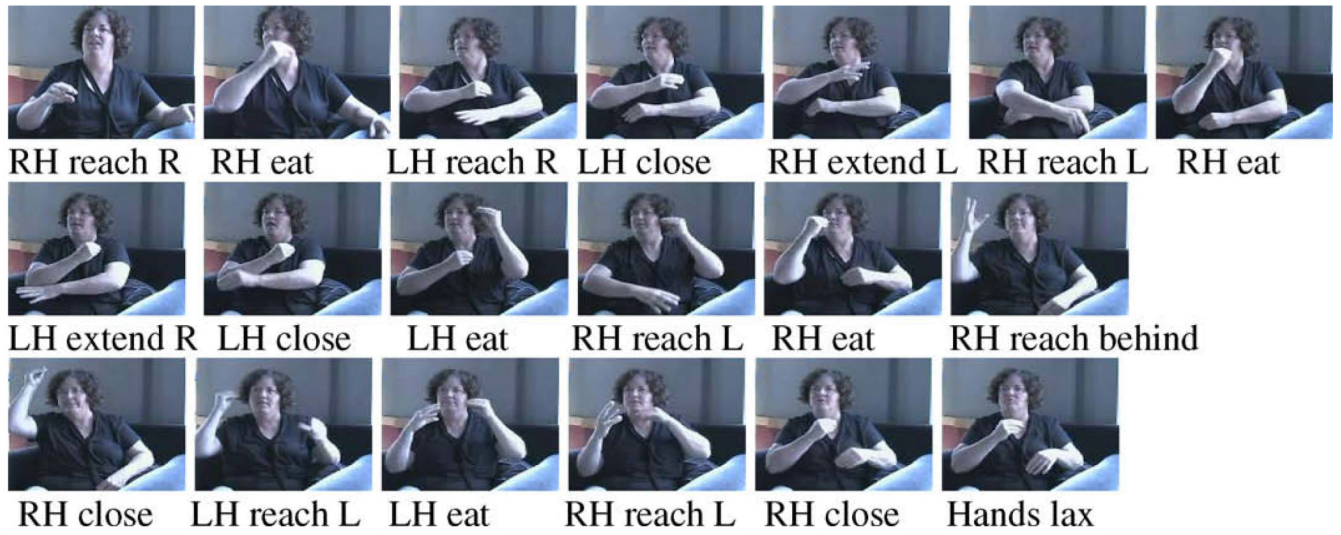 RH reach R RH eat LH reach R LH close RH extend L RH reach L RH eat
LH extend R LH close LH eat RH reach L RH eat RH reach behind
RH close LH reach L LH eat RH reach L RH close Hands lax